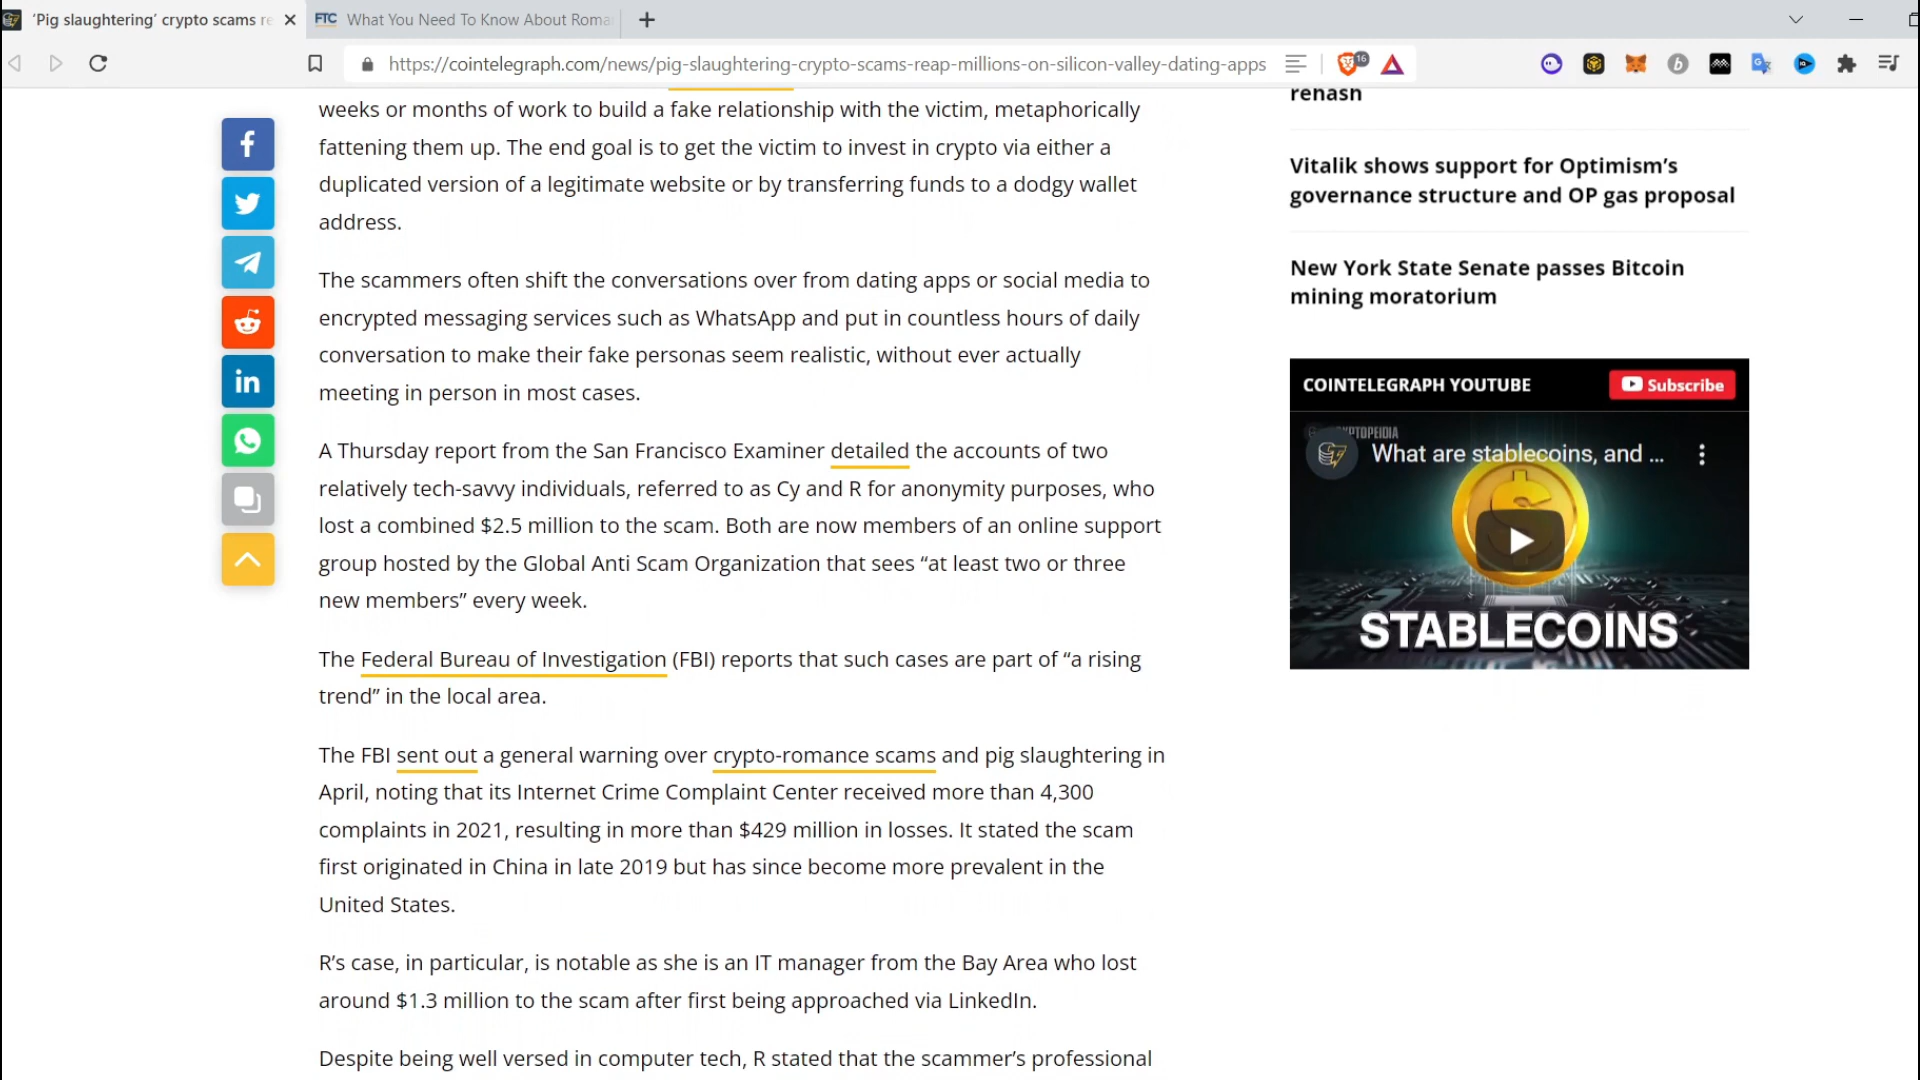 'Pig slaughtering' crypto scams re
FTC What You Need To Know About Roma
https://cointelegraph.com/news/pig-slaughtering-crypto-scams-reap-millions-on-silicon-valley-dating-apps
16
weeks or months of work to build a fake relationship with the victim, metaphorically
fattening them up. The end goal is to get the victim to invest in crypto via either a
duplicated version of a legitimate website or by transferring funds to a dodgy wallet
address.
The scammers often shift the conversations over from dating apps or social media to
encrypted messaging services such as WhatsApp and put in countless hours of daily
conversation to make their fake personas seem realistic, without ever actually
meeting in person in most cases.
A Thursday report from the San Francisco Examiner detailed the accounts of two
relatively tech-savvy individuals, referred to as Cy and R for anonymity purposes, who
lost a combined $2.5 million to the scam. Both are now members of an online support
group hosted by the Global Anti Scam Organization that sees “at least two or three
new members” every week.
The Federal Bureau of Investigation (FBI) reports that such cases are part of “a rising
trend” in the local area.
The FBI sent out a general warning over crypto-romance scams and pig slaughtering in
April, noting that its Internet Crime Complaint Center received more than 4,300
complaints in 2021, resulting in more than $429 million in losses. It stated the scam
first originated in China in late 2019 but has since become more prevalent in the
United States.
R’s case, in particular, is notable as she is an IT manager from the Bay Area who lost
around $1.3 million to the scam after first being approached via LinkedIn.
Despite being well versed in computer tech, R stated that the scammer’s professional
rehash
Vitalik shows support for Optimism’s
governance structure and OP gas proposal
New York State Senate passes Bitcoin
mining moratorium
COINTELEGRAPH YOUTUBE
Subscribe
What are stablecoins, and ...
STABLECOINS